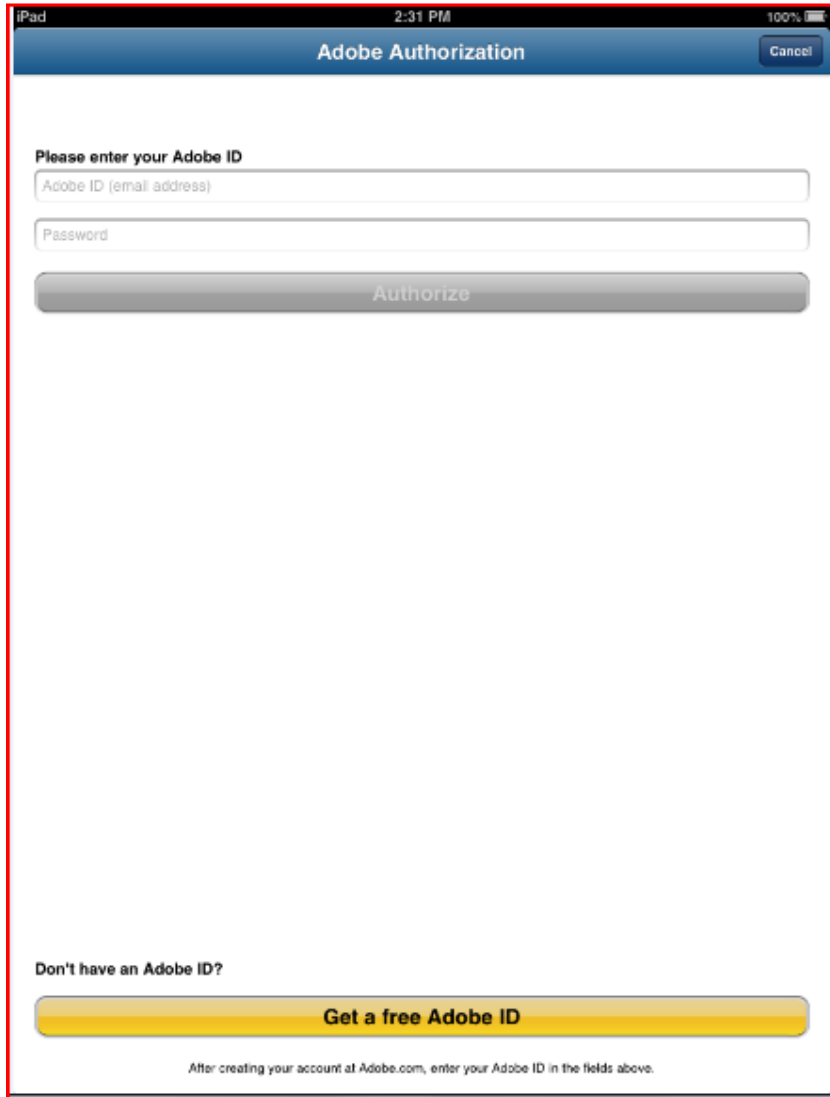 iPad 2:31 PM 100%
Adobe Authorization Cancel
Please enter your Adobe ID
Adobe ID (email address)
Password
Authorize
Don't have an Adobe ID?
Get a free Adobe ID
After creating your account at Adobe.com, enter your Adobe ID in the fields above.